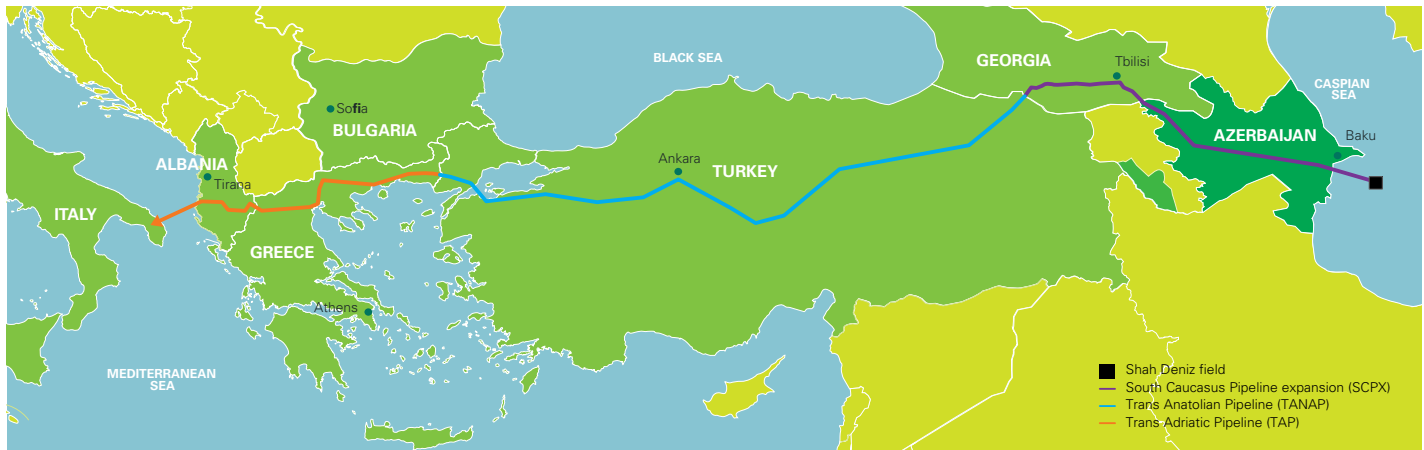 BLACK SEA
GEORGIA
Tbilisi
CASPIAN
SEA
Sofia
BULGARIA
AZERBAIJAN
Baku
ALBANIA
Tirana
Ankara
TURKEY
ITALY
GREECE
Athens
MEDITERRANEAN
SEA
Shah Deniz field
South Caucasus Pipeline expansion (SCPX)
Trans Anatolian Pipeline (TANAP)
Trans Adriatic Pipeline (TAP)